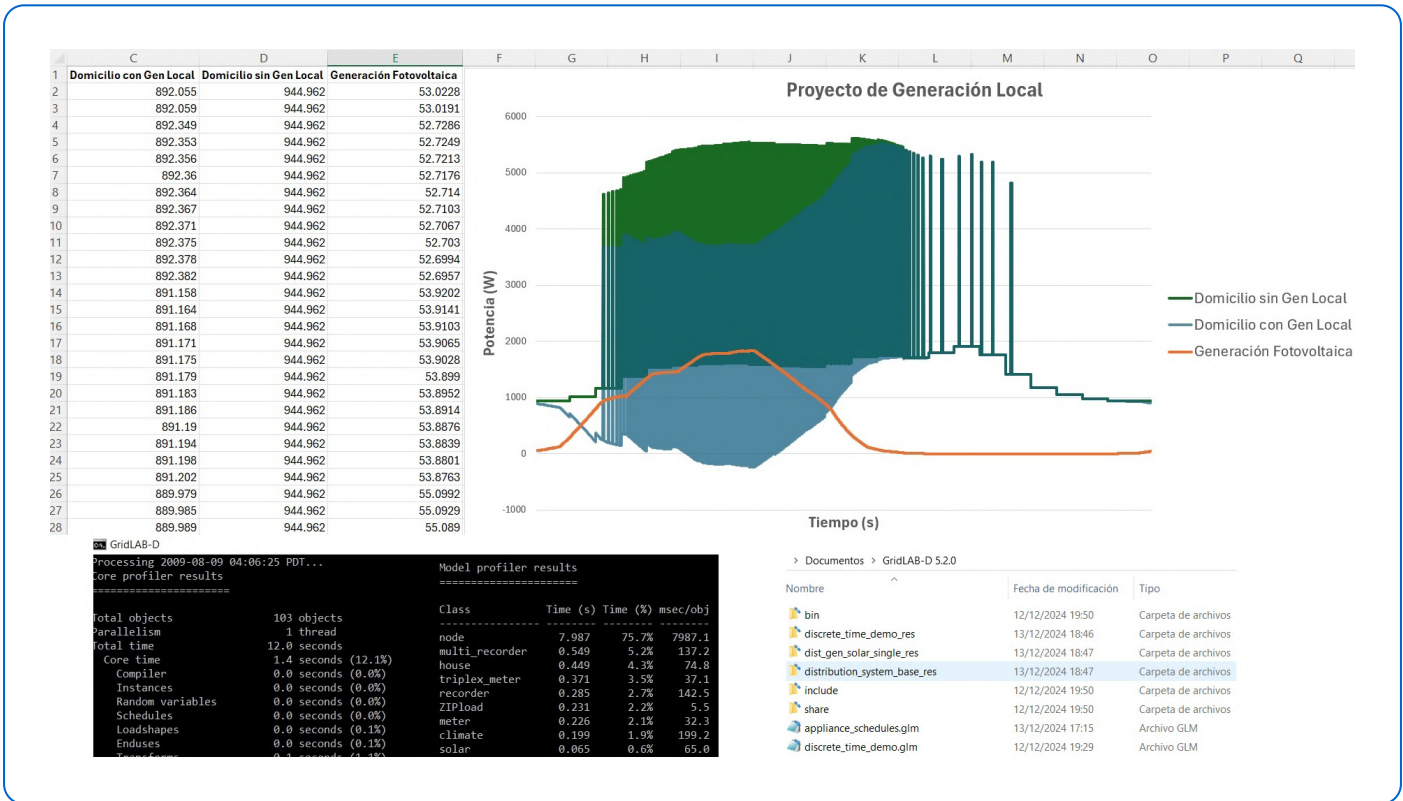 C D E F G H I J K L M N O P Q
1 Domicilio con Gen Local Domicilio sin Gen Local Generación Fotovoltaica
2 892.055 944.962 53.0228
3 892.059 944.962 53.0191
4 892.349 944.962 52.7286
5 892.353 944.962 52.7249
6 892.356 944.962 52.7213
7 892.36 944.962 52.7176
8 892.364 944.962 52.714
9 892.367 944.962 52.7103
10 892.371 944.962 52.7067
11 892.375 944.962 52.703
12 892.378 944.962 52.6994
13 892.382 944.962 52.6957
14 891.158 944.962 53.9202
15 891.164 944.962 53.9141
16 891.168 944.962 53.9103
17 891.171 944.962 53.9065
18 891.175 944.962 53.9028
19 891.179 944.962 53.899
20 891.183 944.962 53.8952
21 891.186 944.962 53.8914
22 891.19 944.962 53.8876
23 891.194 944.962 53.8839
24 891.198 944.962 53.8801
25 891.202 944.962 53.8763
26 889.979 944.962 55.0992
27 889.985 944.962 55.0929
28 889.989 944.962 55.089
Proyecto de Generación Local
6000
5000
4000
3000
2000
1000
0
-1000
Potencia (W)
Tiempo (s)
Domicilio sin Gen Local
Domicilio con Gen Local
Generación Fotovoltaica
GridLAB-D
Processing 2009-08-09 04:06:25 PDT...
Core profiler results
======================
Total objects 103 objects
Parallelism 1 thread
Total time 12.0 seconds
Core time 1.4 seconds (12.1%)
Compiler 0.0 seconds (0.0%)
Instances 0.0 seconds (0.0%)
Random variables 0.0 seconds (0.0%)
Schedules 0.0 seconds (0.0%)
Loadshapes 0.0 seconds (0.1%)
Enduses 0.0 seconds (0.1%)
Transforms 0.1 seconds (1.1%)
Model profiler results
======================
Class Time (s) Time (%) msec/obj
---------------- -------- -------- --------
node 7.987 75.7% 7987.1
multi_recorder 0.549 5.2% 137.2
house 0.449 4.3% 74.8
triplex_meter 0.371 3.5% 37.1
recorder 0.285 2.7% 142.5
ZIPload 0.231 2.2% 5.5
meter 0.226 2.1% 32.3
climate 0.199 1.9% 199.2
solar 0.065 0.6% 65.0
> Documentos > GridLAB-D 5.2.0
Nombre Fecha de modificación Tipo
bin 12/12/2024 19:50 Carpeta de archivos
discrete_time_demo_res 13/12/2024 18:46 Carpeta de archivos
dist_gen_solar_single_res 13/12/2024 18:47 Carpeta de archivos
distribution_system_base_res 13/12/2024 18:47 Carpeta de archivos
include 12/12/2024 19:50 Carpeta de archivos
share 12/12/2024 19:50 Carpeta de archivos
appliance_schedules.glm 13/12/2024 17:15 Archivo GLM
discrete_time_demo.glm 12/12/2024 19:29 Archivo GLM